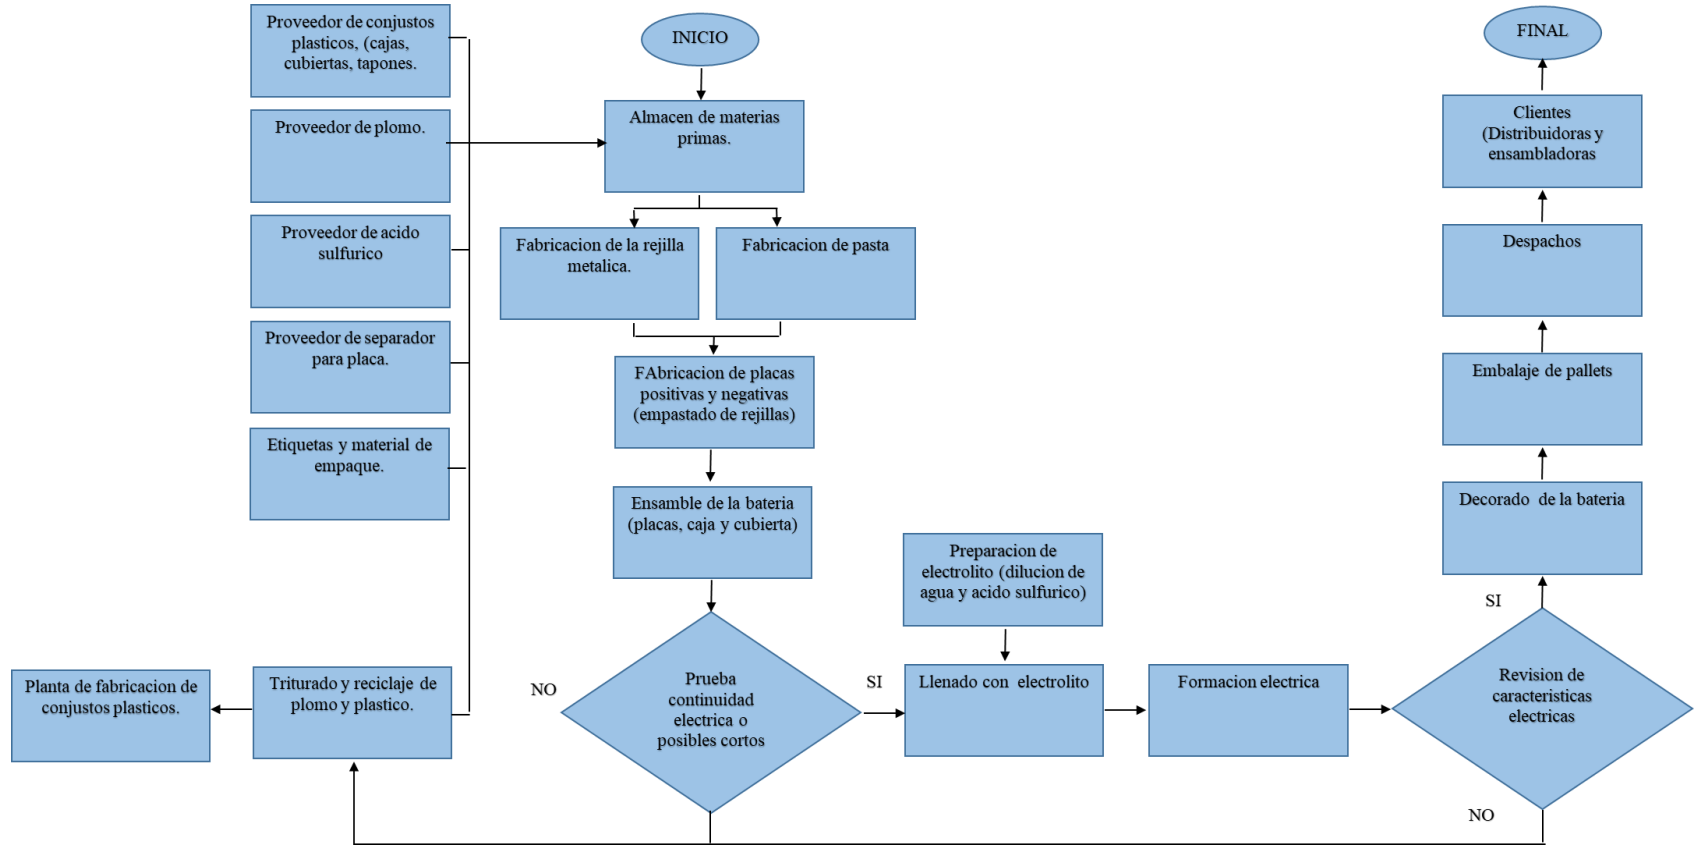 Proveedor de conjustos
plasticos, (cajas,
cubiertas, tapones.
Proveedor de plomo.
Proveedor de acido
sulfurico
Proveedor de separador
para placa.
Etiquetas y material de
empaque.
Planta de fabricacion de
conjustos plasticos.
Triturado y reciclaje de
plomo y plastico.
INICIO
Almacen de materias
primas.
Fabricacion de la rejilla
metalica.
Fabricacion de pasta
FAbricacion de placas
positivas y negativas
(empastado de rejillas)
Ensamble de la bateria
(placas, caja y cubierta)
NO
Prueba
continuidad
electrica o
posibles cortos
SI
Preparacion de
electrolito (dilucion de
agua y acido sulfurico)
Llenado con electrolito
Formacion electrica
Revision de
caracteristicas
electricas
NO
SI
Decorado de la bateria
Embalaje de pallets
Despachos
Clientes
(Distribuidoras y
ensambladoras
FINAL